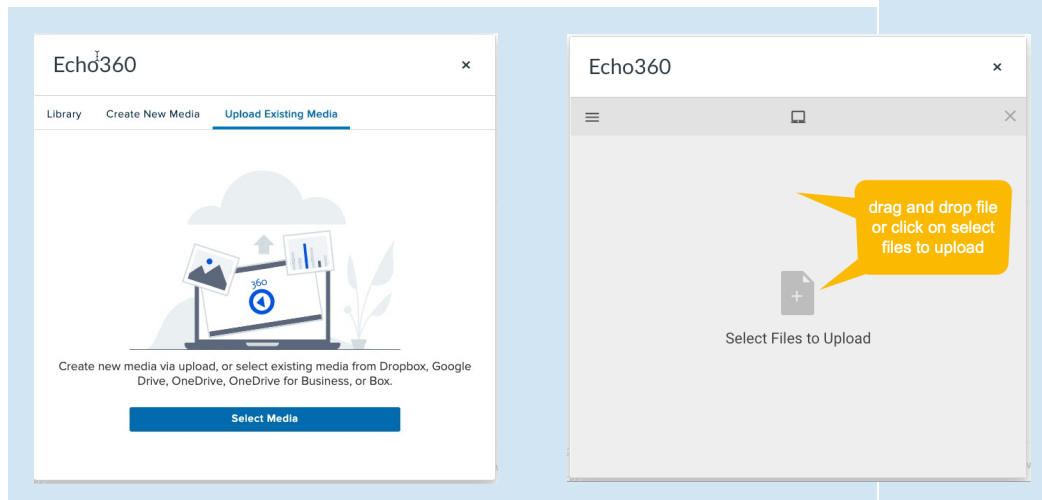 Echo360
×
Library Create New Media Upload Existing Media
360
Create new media via upload, or select existing media from Dropbox, Google
Drive, OneDrive, OneDrive for Business, or Box.
Select Media
Echo360
×
drag and drop file
or click on select
files to upload
Select Files to Upload